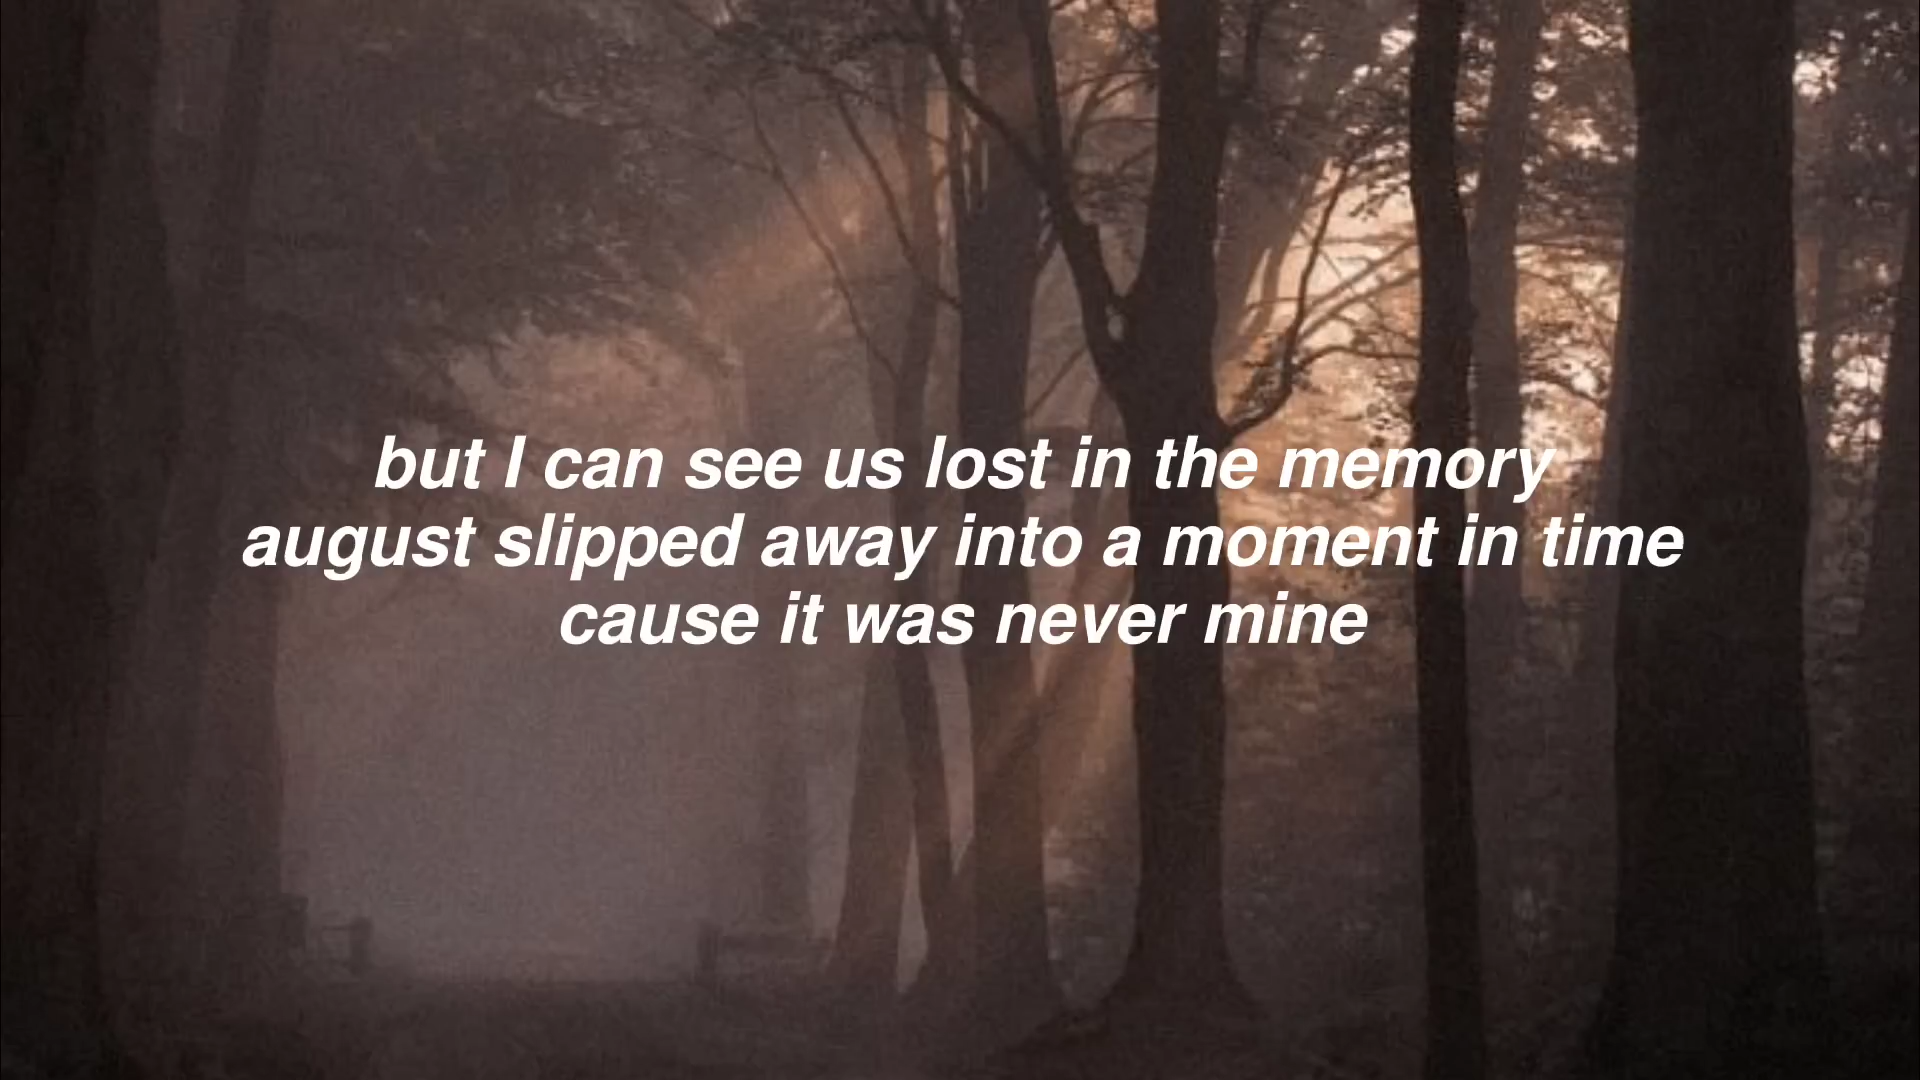 but I can see us lost in the memory
august slipped away into a moment in time
cause it was never mine